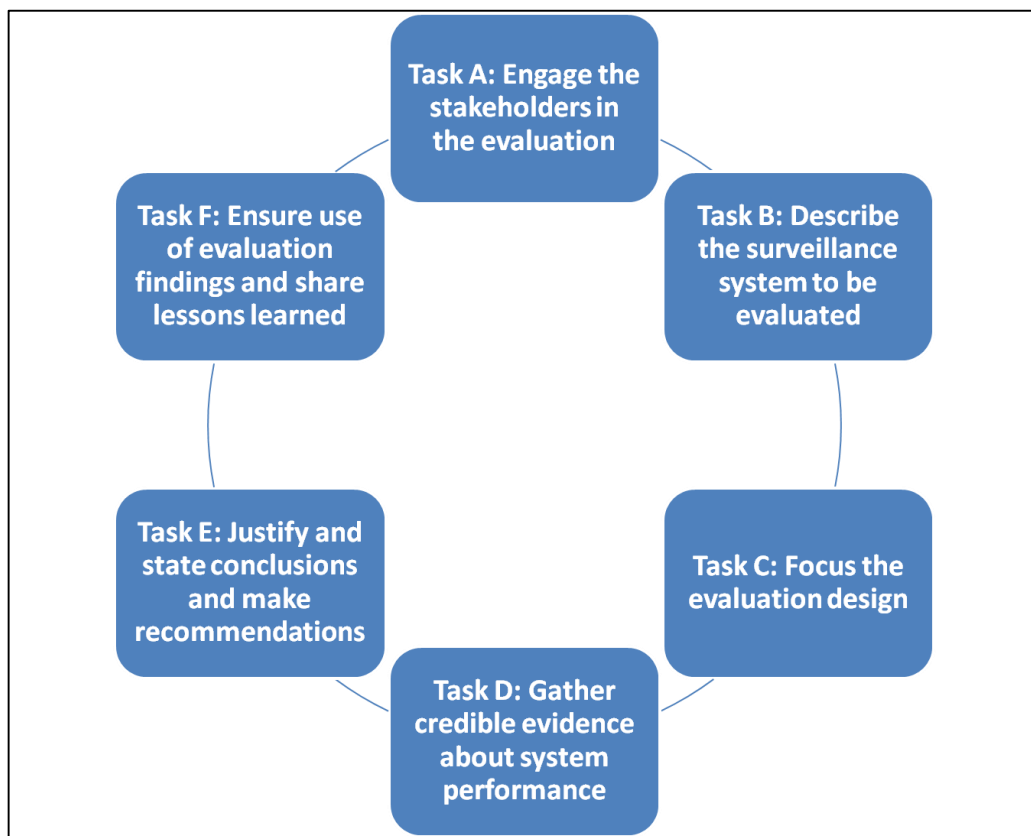 Task A: Engage the
stakeholders in
the evaluation
Task B: Describe
the surveillance
system to be
evaluated
Task C: Focus the
evaluation design
Task D: Gather
credible evidence
about system
performance
Task E: Justify and
state conclusions
and make
recommendations
Task F: Ensure use
of evaluation
findings and share
lessons learned